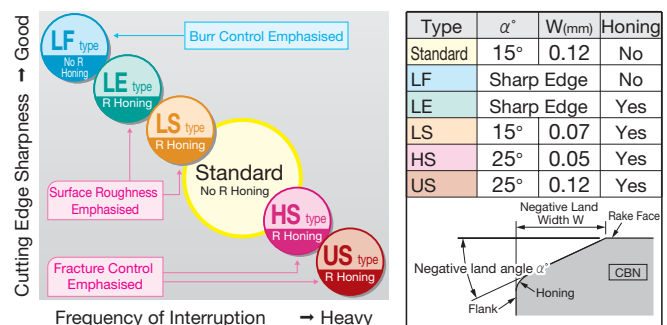 Cutting Edge Sharpness → Good
LF type
No R
Honing
Burr Control Emphasised
LE type
R Honing
LS type
R Honing
Standard
No R Honing
Surface Roughness
Emphasised
HS type
R Honing
Fracture Control
Emphasised
US type
R Honing
Frequency of Interruption → Heavy
Type α° W(mm) Honing
Standard 15° 0.12 No
LF Sharp Edge No
LE Sharp Edge Yes
LS 15° 0.07 Yes
HS 25° 0.05 Yes
US 25° 0.12 Yes
Negative Land
Width W
Rake Face
Negative land angle α°
CBN
Honing
Flank